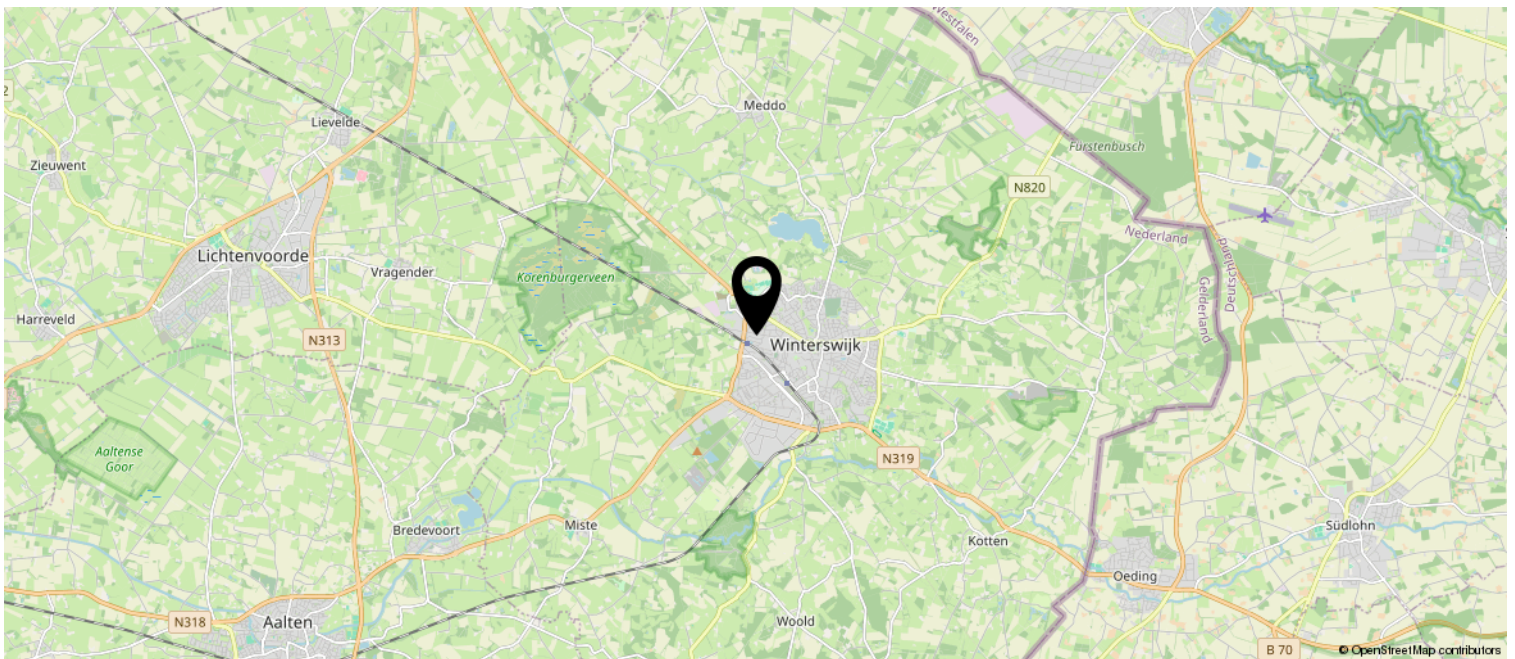 Westfalen
2
Meddo
Lievelde
Fürstenbusch
Zieuwent
N820
Nederland
Deutschland
Lichtenvoorde
Vragender
Korenburgerveen
Gelderland
Harreveld
N313
Winterswijk
Aaltense
Goor
N319
Bredevoort
Miste
Südlohn
Kotten
Oeding
N318
Aalten
Woold
B 70
© OpenStreetMap contributors